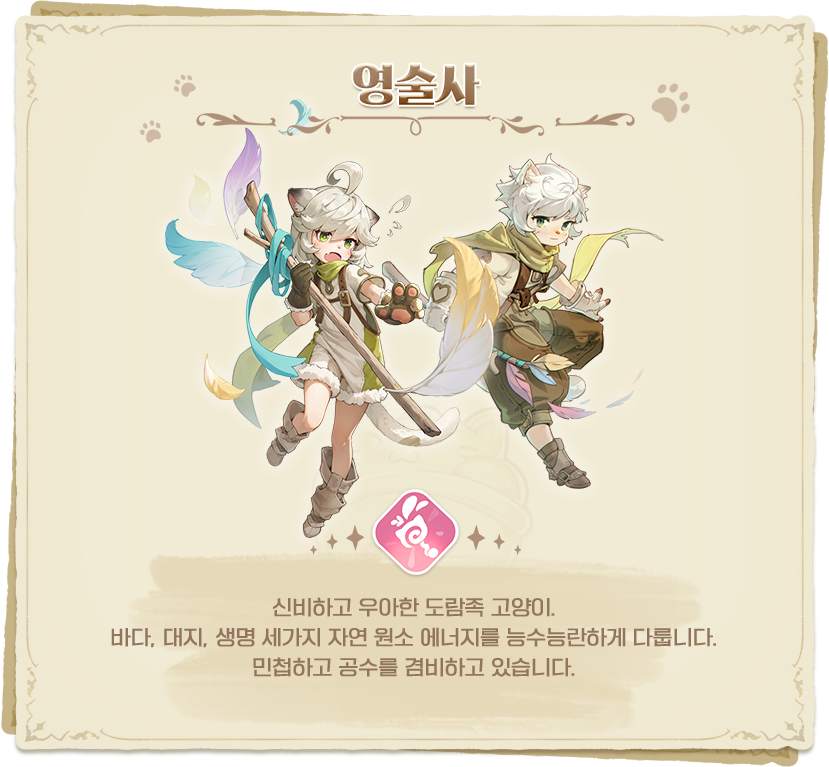 영술사
신비하고 우아한 도람족 고양이.
바다, 대지, 생명 세가지 자연 원소 에너지를 능수능란하게 다룹니다.
민첩하고 공수를 겸비하고 있습니다.